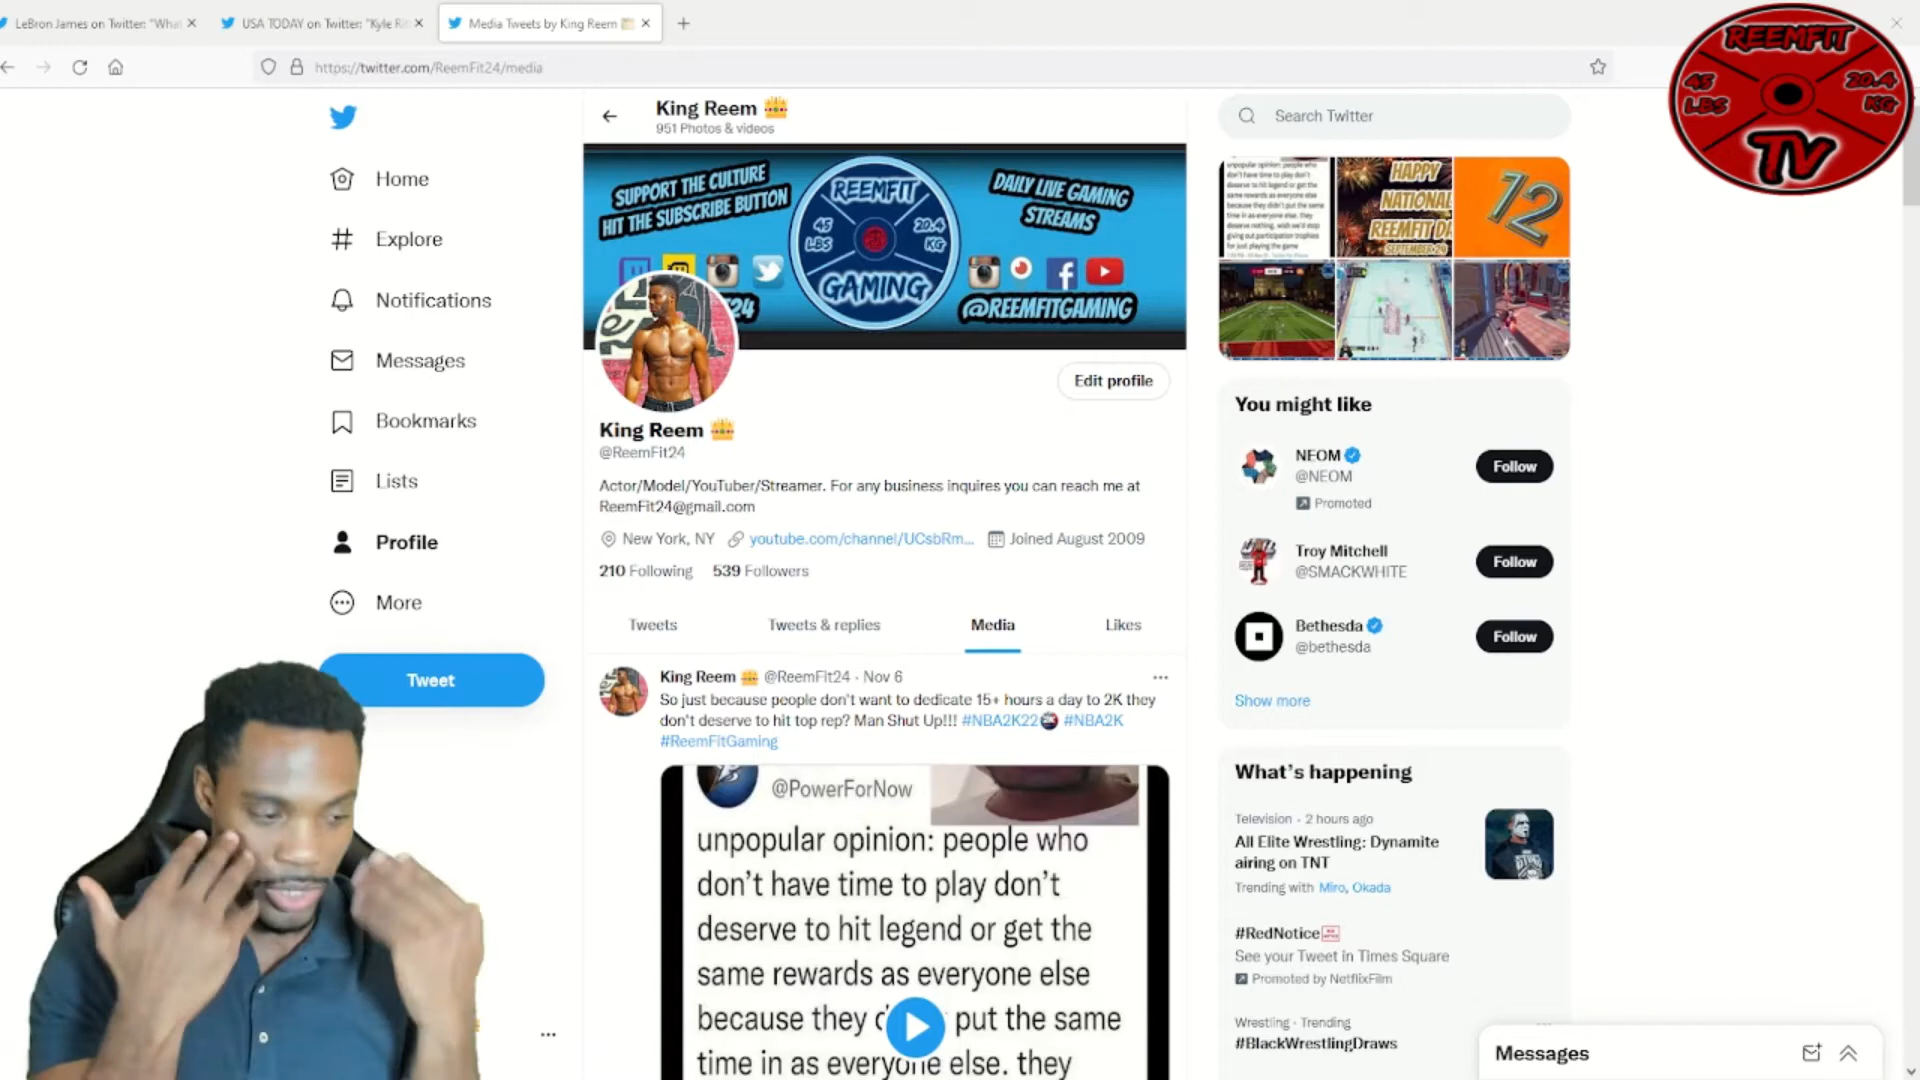 LeBron James on Twitter: "What
USA TODAY on Twitter: "Kyle Rit
Media Tweets by King Reem
https://twitter.com/ReemFit24/media
REEMFIT
45 LBS
20.4 KG
TV
King Reem
951 Photos & videos
Search Twitter
Home
Explore
Notifications
Messages
Bookmarks
Lists
Profile
More
Tweet
SUPPORT THE CULTURE
HIT THE SUBSCRIBE BUTTON
REEMFIT
45 LBS
20.4 KG
GAMING
DAILY LIVE GAMING
STREAMS
24
@REEMFITGAMING
Edit profile
King Reem
@ReemFit24
Actor/Model/YouTuber/Streamer. For any business inquires you can reach me at
ReemFit24@gmail.com
New York, NY
youtube.com/channel/UCsbRm...
Joined August 2009
210 Following
539 Followers
Tweets
Tweets & replies
Media
Likes
King Reem @ReemFit24 · Nov 6
So just because people don't want to dedicate 15+ hours a day to 2K they
don't deserve to hit top rep? Man Shut Up!!! #NBA2K22 #NBA2K
#ReemFitGaming
@PowerForNow
unpopular opinion: people who
don't have time to play don't
deserve to hit legend or get the
same rewards as everyone else
because they put the same
time in as everyone else. they
unpopular opinion: people who
don't have time to play don't
deserve to hit legend or get the
same rewards as everyone else
because they didn't put the same
time in as everyone else. they
deserve nothing, wish we'd stop
giving out participation trophies
for just playing the game
HAPPY
NATIONAL
REEMFIT DA
SEPTEMBER 24
12
You might like
NEOM
@NEOM
Promoted
Follow
Troy Mitchell
@SMACKWHITE
Follow
Bethesda
@bethesda
Follow
Show more
What's happening
Television · 2 hours ago
All Elite Wrestling: Dynamite
airing on TNT
Trending with Miro, Okada
#RedNotice
See your Tweet in Times Square
Promoted by NetflixFilm
Wrestling · Trending
#BlackWrestlingDraws
Messages